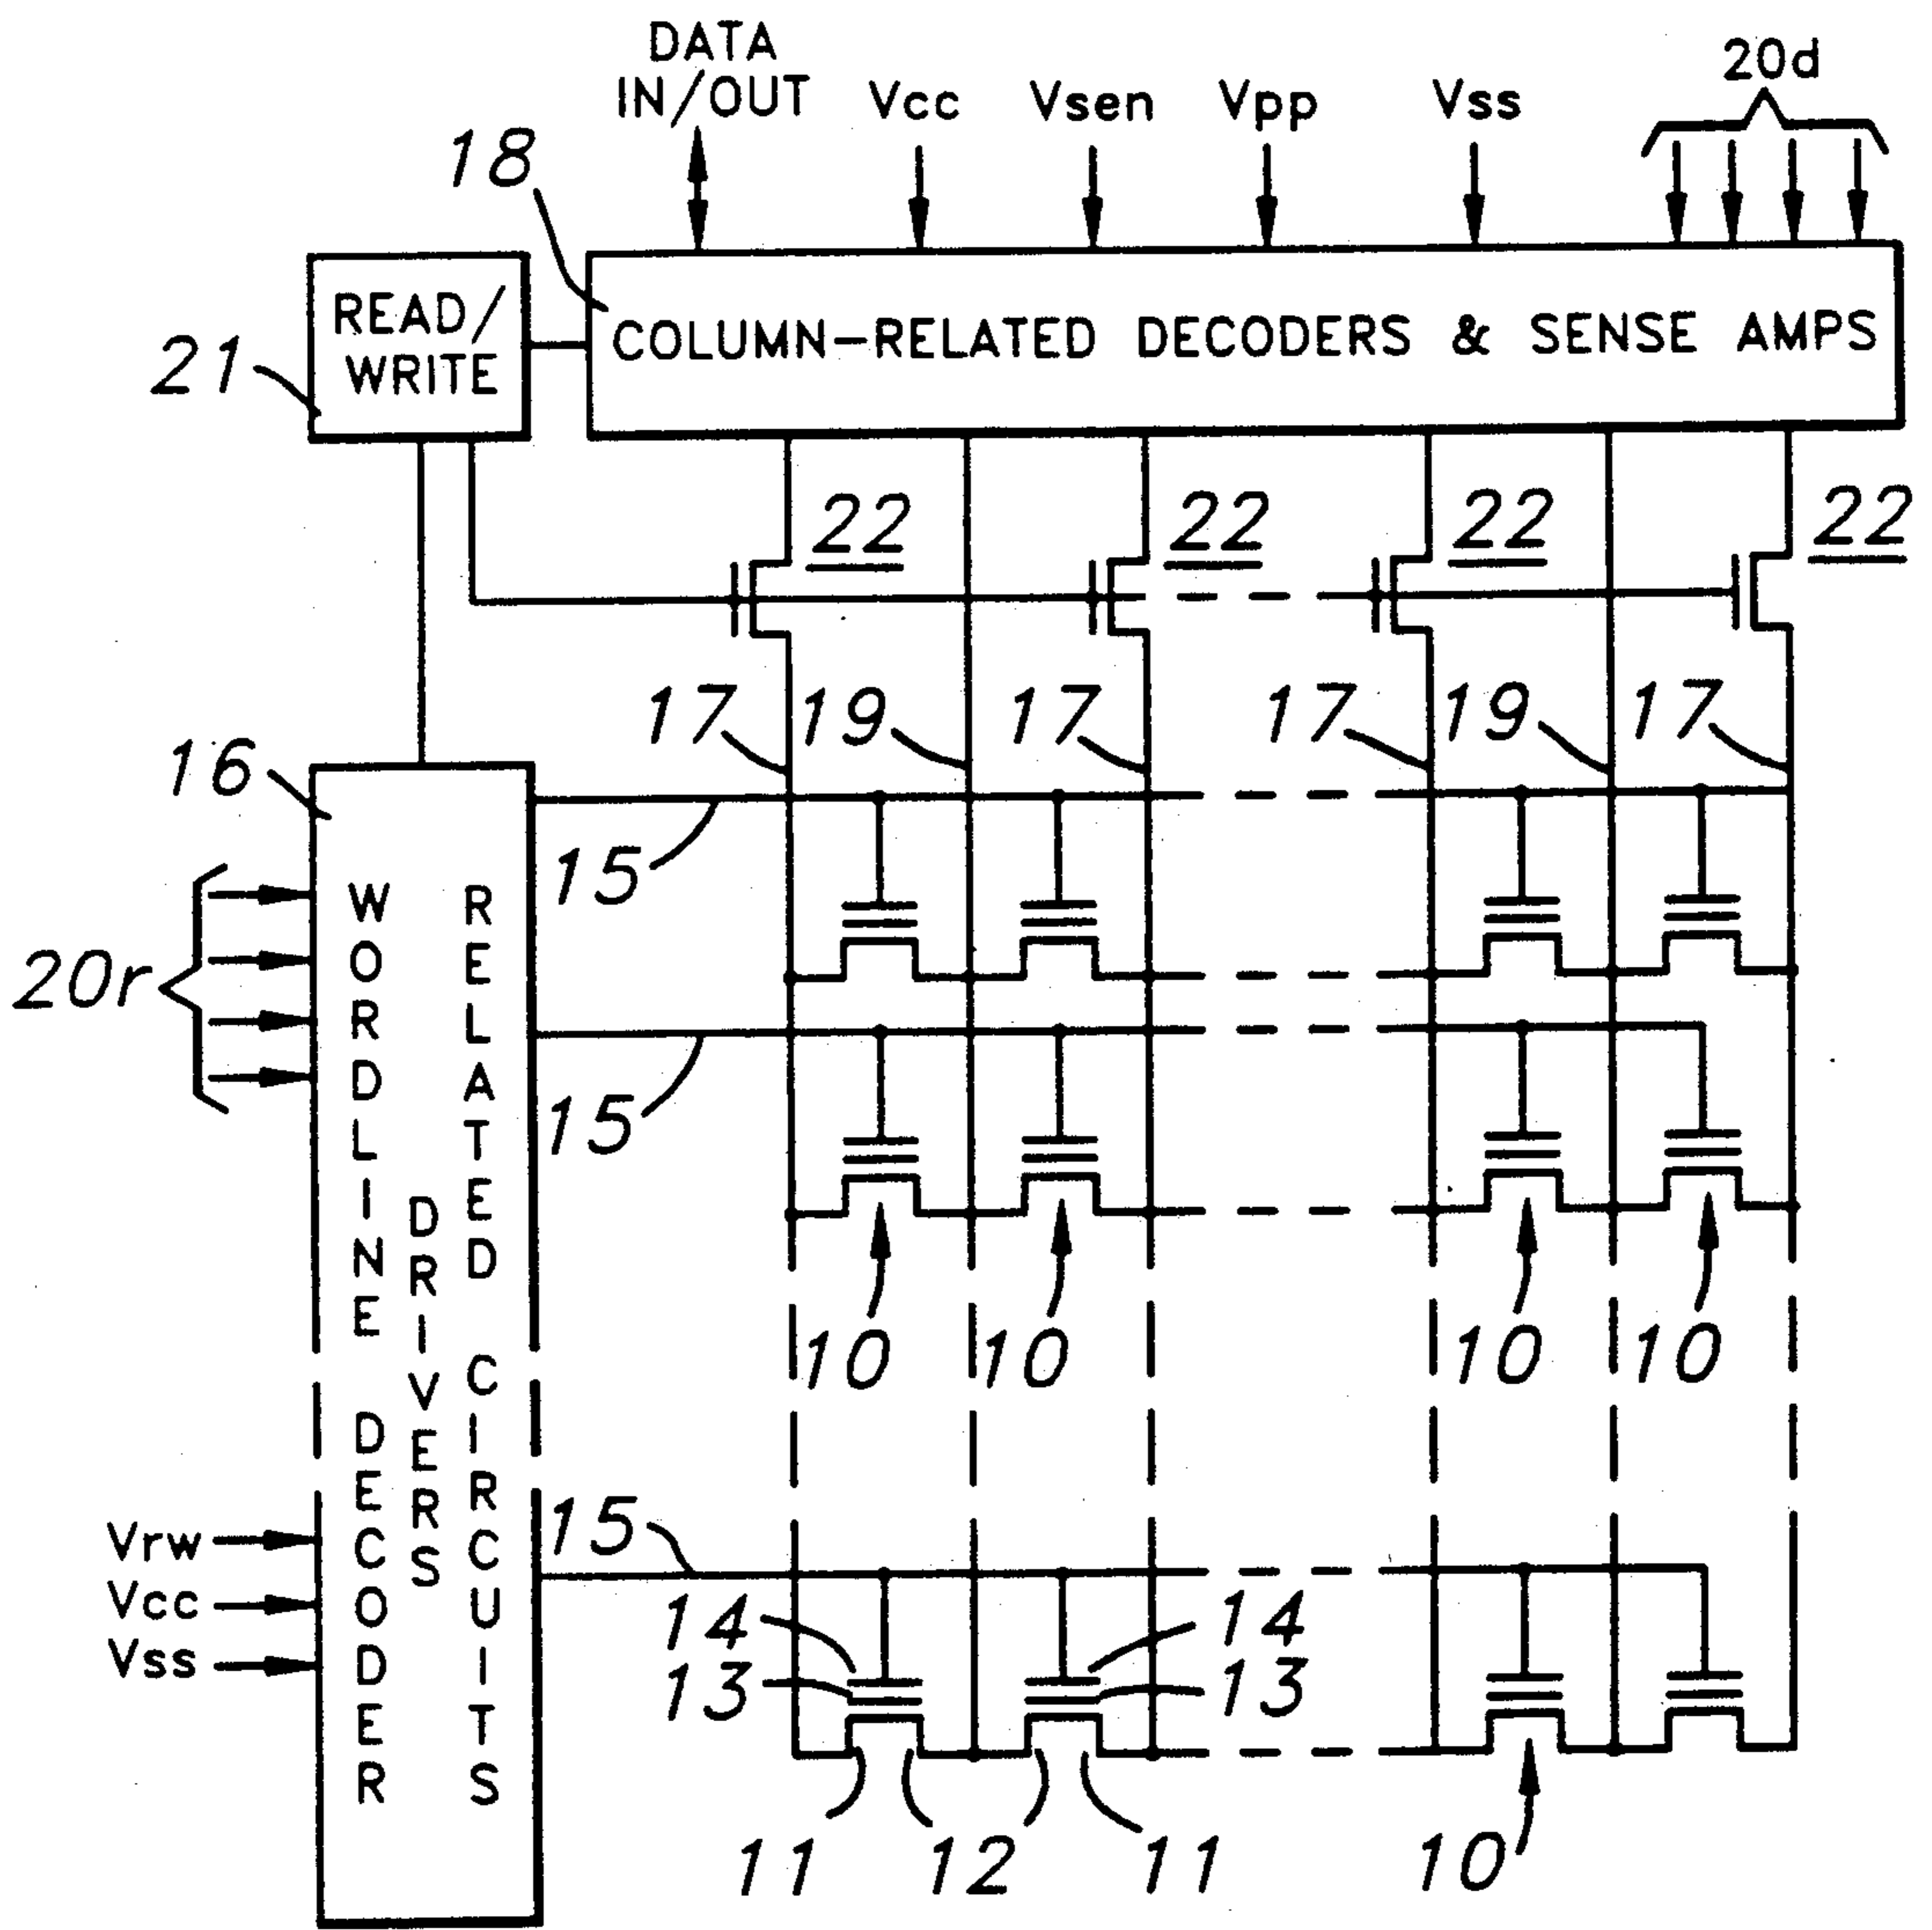 DATA
IN/OUT
Vcc
Vsen
Vpp
Vss
20d
18
READ/
WRITE
COLUMN-RELATED DECODERS & SENSE AMPS
21
22
22
22
22
17
19
17
17
19
17
16
15
WORDLINE DECODER
DRIVERS
RELATED CIRCUITS
20r
15
10
10
10
10
Vrw
Vcc
Vss
15
14
13
14
13
11
12
11
10